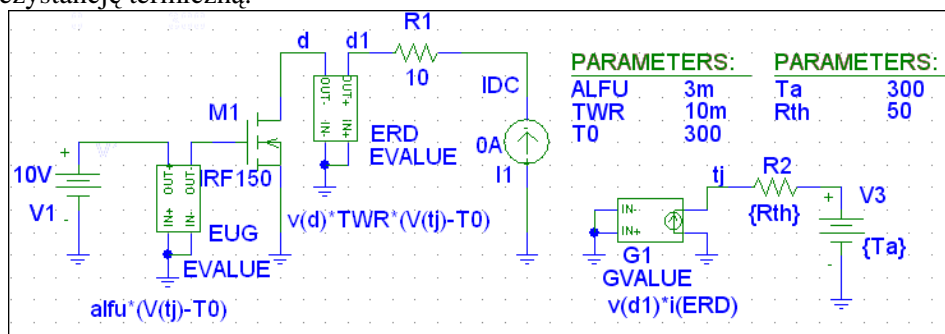 czystancję termiczną.
d
d1
R1
10
IDC
PARAMETERS:
ALFU 3m
TWR 10m
T0 300
PARAMETERS:
Ta 300
Rth 50
M1
OUT-
OUT+
IN-
IN+
ERD
EVALUE
0A
I1
+
10V
-
V1
OUT+
OUT-
IN+
IN-
IRF150
EUG
EVALUE
v(d)*TWR*(V(tj)-T0)
alfu*(V(tj)-T0)
tj
R2
{Rth}
+
V3
{Ta}
-
IN-
IN+
G1
GVALUE
v(d1)*i(ERD)